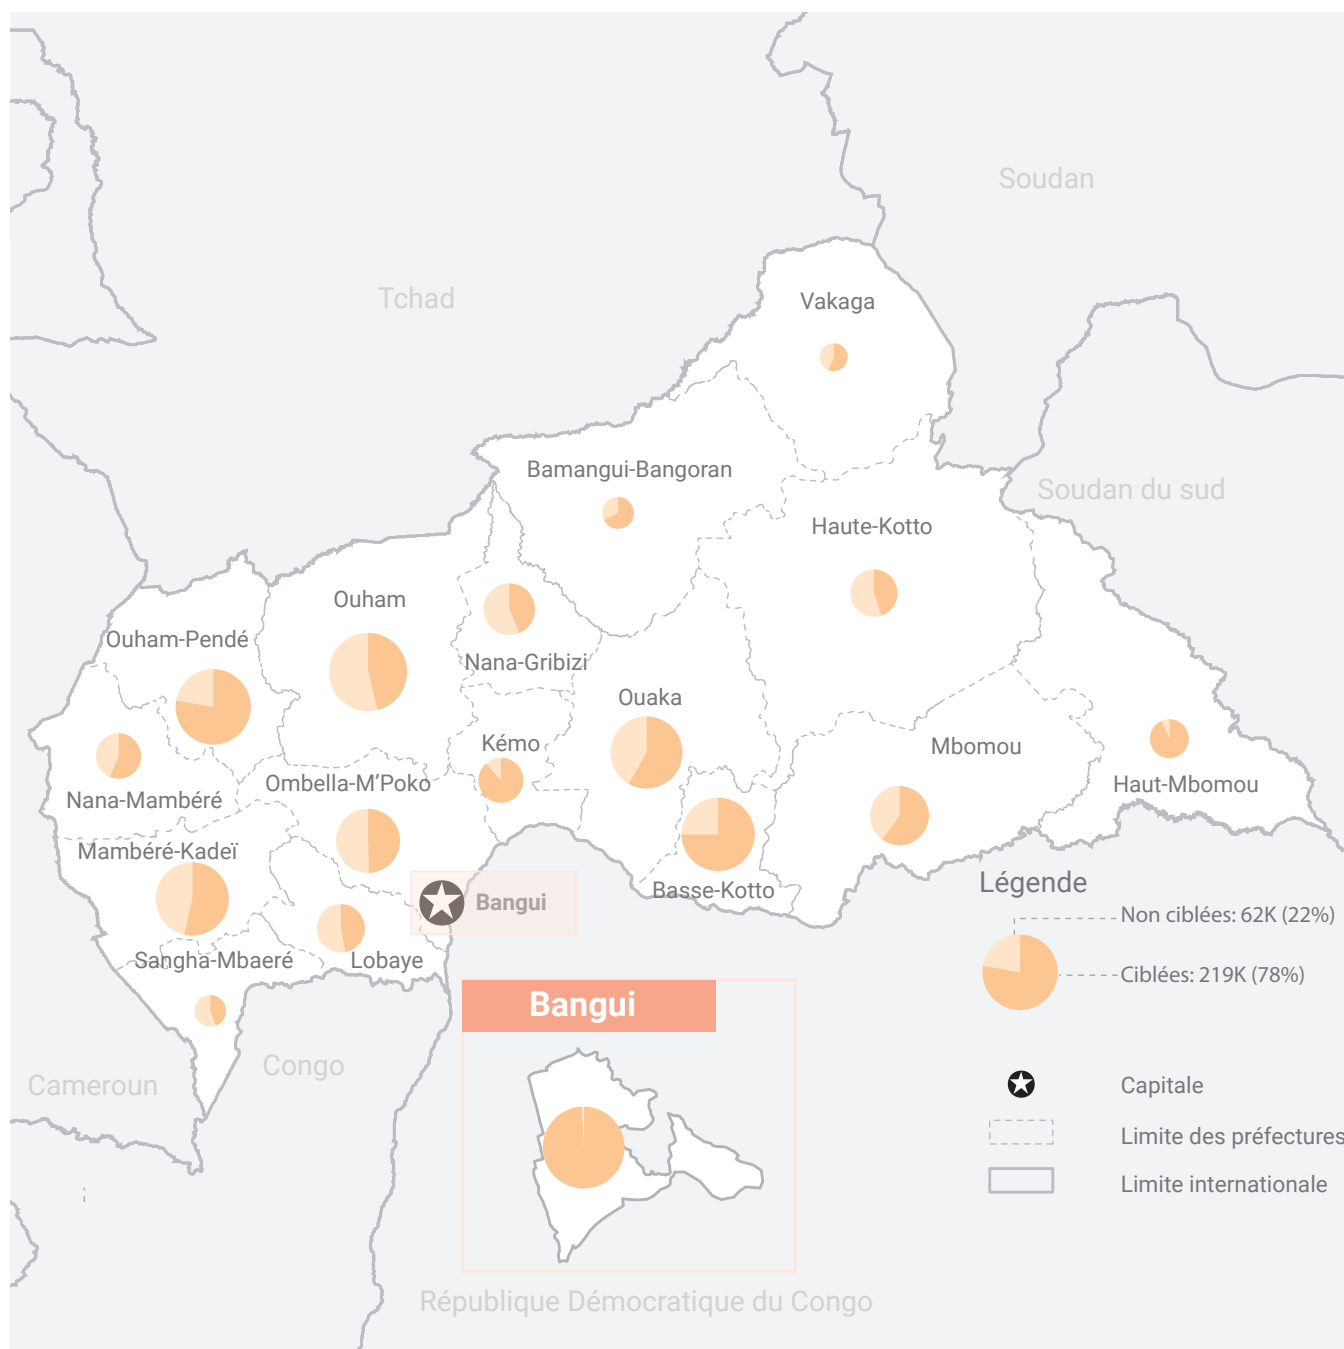 Soudan
Tchad
Vakaga
Bamangui-Bangoran
Soudan du sud
Haute-Kotto
Ouham
Ouham-Pendé
Nana-Gribizi
Ouaka
Kémo
Mbomou
Ombella-M'Poko
Haut-Mbomou
Nana-Mambéré
Mambéré-Kadeï
Basse-Kotto
Bangui
Sangha-Mbaeré
Lobaye
Légende
Non ciblées: 62K (22%)
Ciblées: 219K (78%)
Bangui
Congo
Cameroun
Capitale
Limite des préfectures
Limite internationale
République Démocratique du Congo